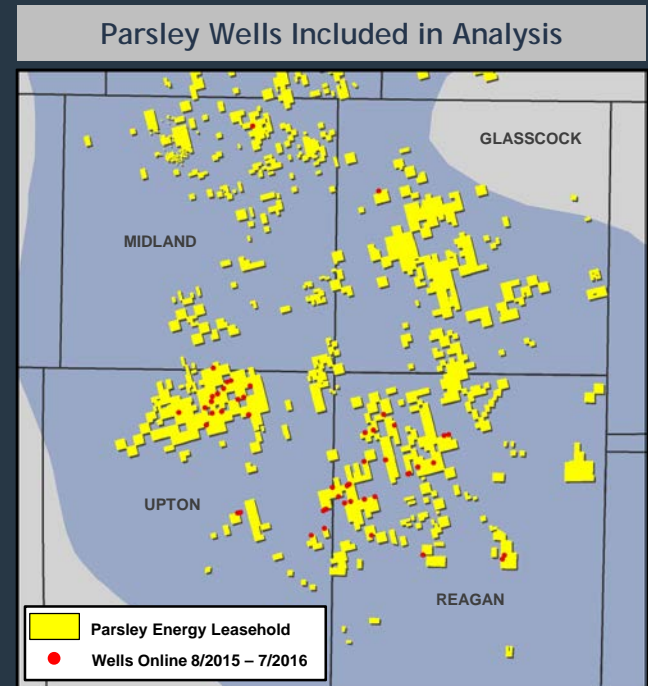 Parsley Wells Included in Analysis
GLASSCOCK
MIDLAND
UPTON
REAGAN
Parsley Energy Leasehold
Wells Online 8/2015 – 7/2016